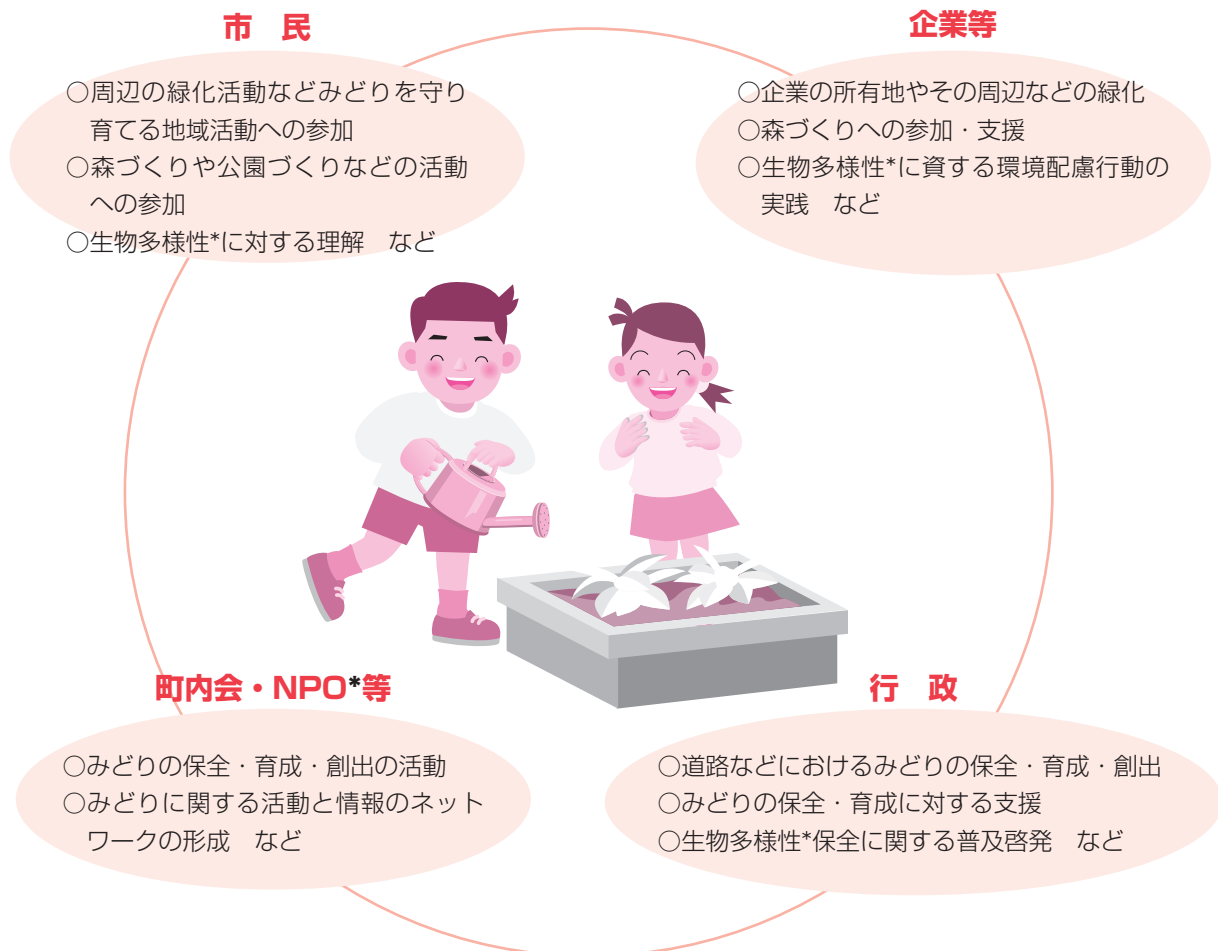 市　民
○周辺の緑化活動などみどりを守り
育てる地域活動への参加
○森づくりや公園づくりなどの活動
への参加
○生物多様性*に対する理解　など
企業等
○企業の所有地やその周辺などの緑化
○森づくりへの参加・支援
○生物多様性*に資する環境配慮行動の
実践　など
町内会・NPO*等
○みどりの保全・育成・創出の活動
○みどりに関する活動と情報のネット
ワークの形成　など
行　政
○道路などにおけるみどりの保全・育成・創出
○みどりの保全・育成に対する支援
○生物多様性*保全に関する普及啓発　など